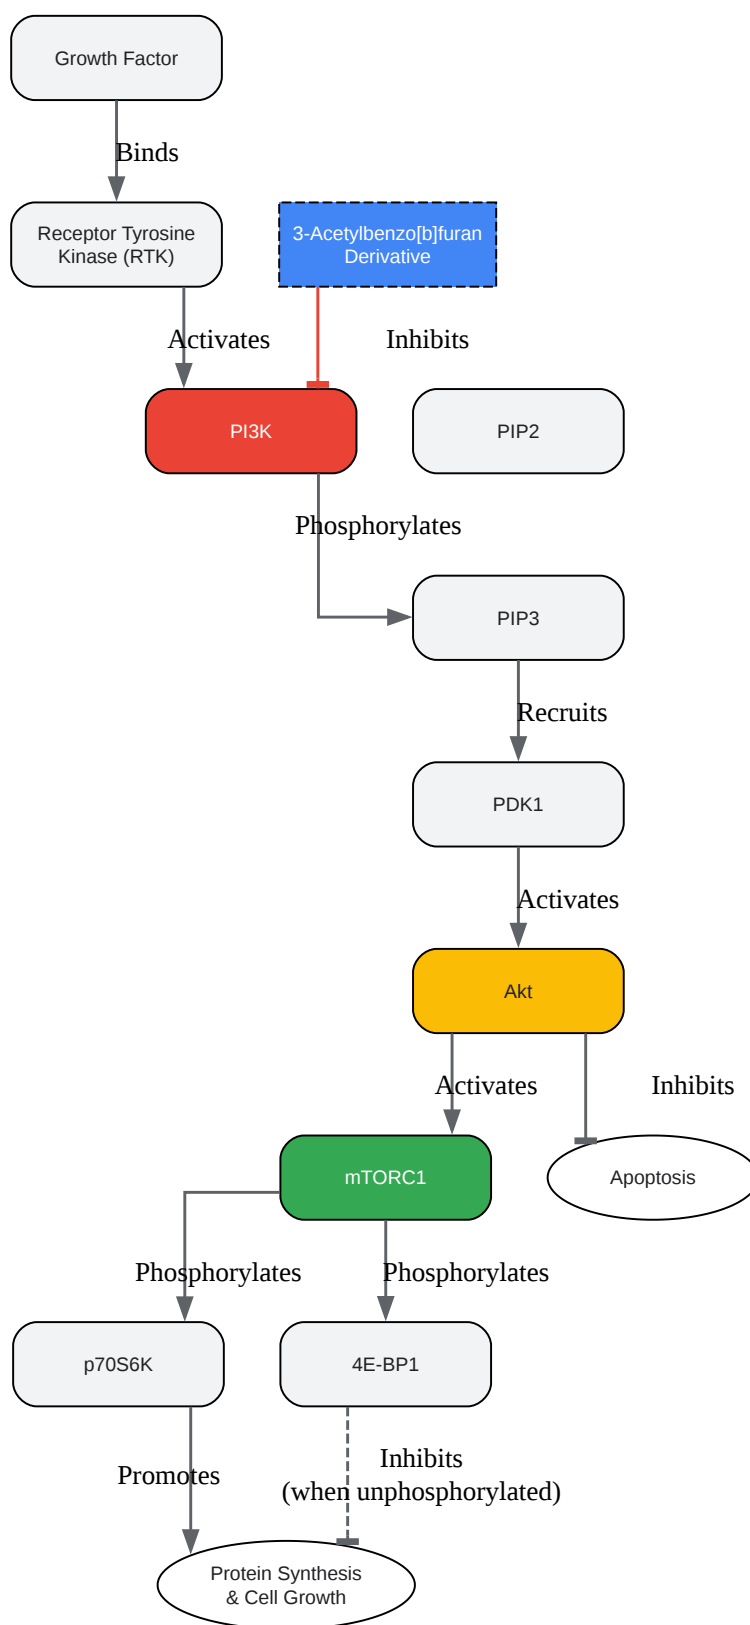 Growth Factor
Binds
Receptor Tyrosine
Kinase (RTK)
3-Acetylbenzo[b]furan
Derivative
Activates
Inhibits
PI3K
PIP2
Phosphorylates
PIP3
Recruits
PDK1
Activates
Akt
Activates
Inhibits
mTORC1
Apoptosis
Phosphorylates
Phosphorylates
p70S6K
4E-BP1
Promotes
Inhibits
(when unphosphorylated)
Protein Synthesis
& Cell Growth